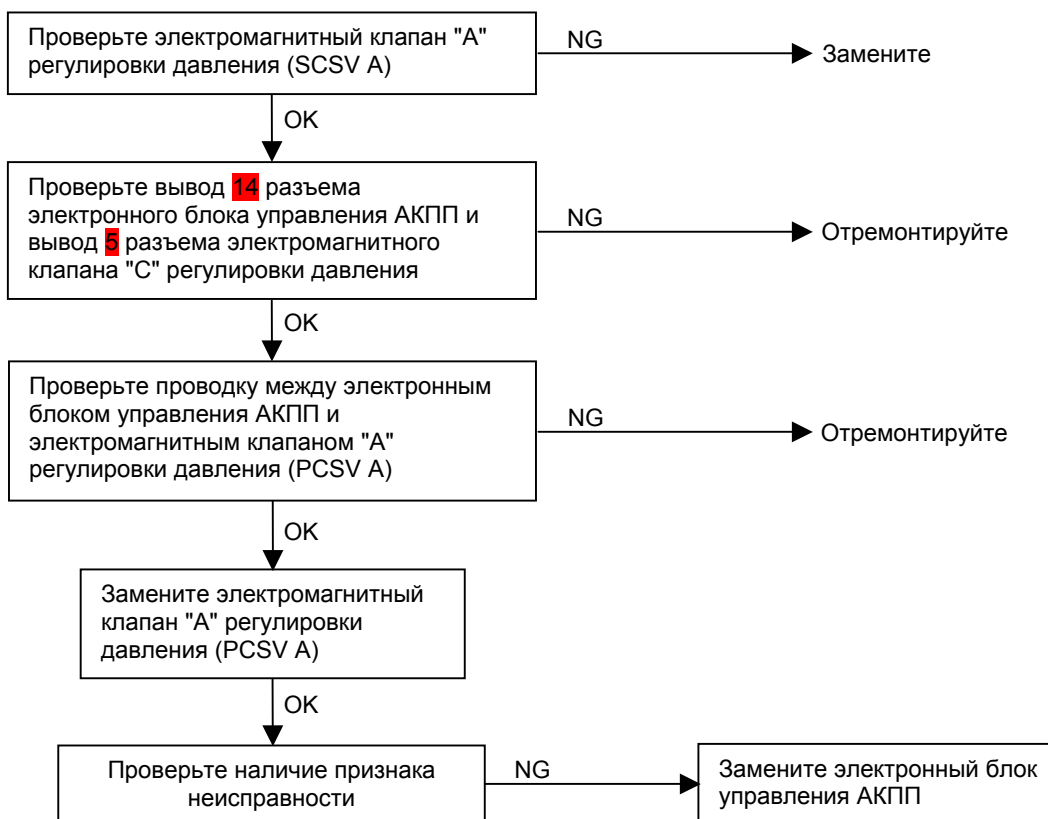 Проверьте электромагнитный клапан "А"
регулировки давления (SCSV A)
NG
Замените
OK
Проверьте вывод 14 разъема
электронного блока управления АКПП и
вывод 5 разъема электромагнитного
клапана "С" регулировки давления
NG
Отремонтируйте
OK
Проверьте проводку между электронным
блоком управления АКПП и
электромагнитным клапаном "А"
регулировки давления (PCSV A)
NG
Отремонтируйте
OK
Замените электромагнитный
клапан "А" регулировки
давления (PCSV A)
OK
Проверьте наличие признака
неисправности
NG
Замените электронный блок
управления АКПП